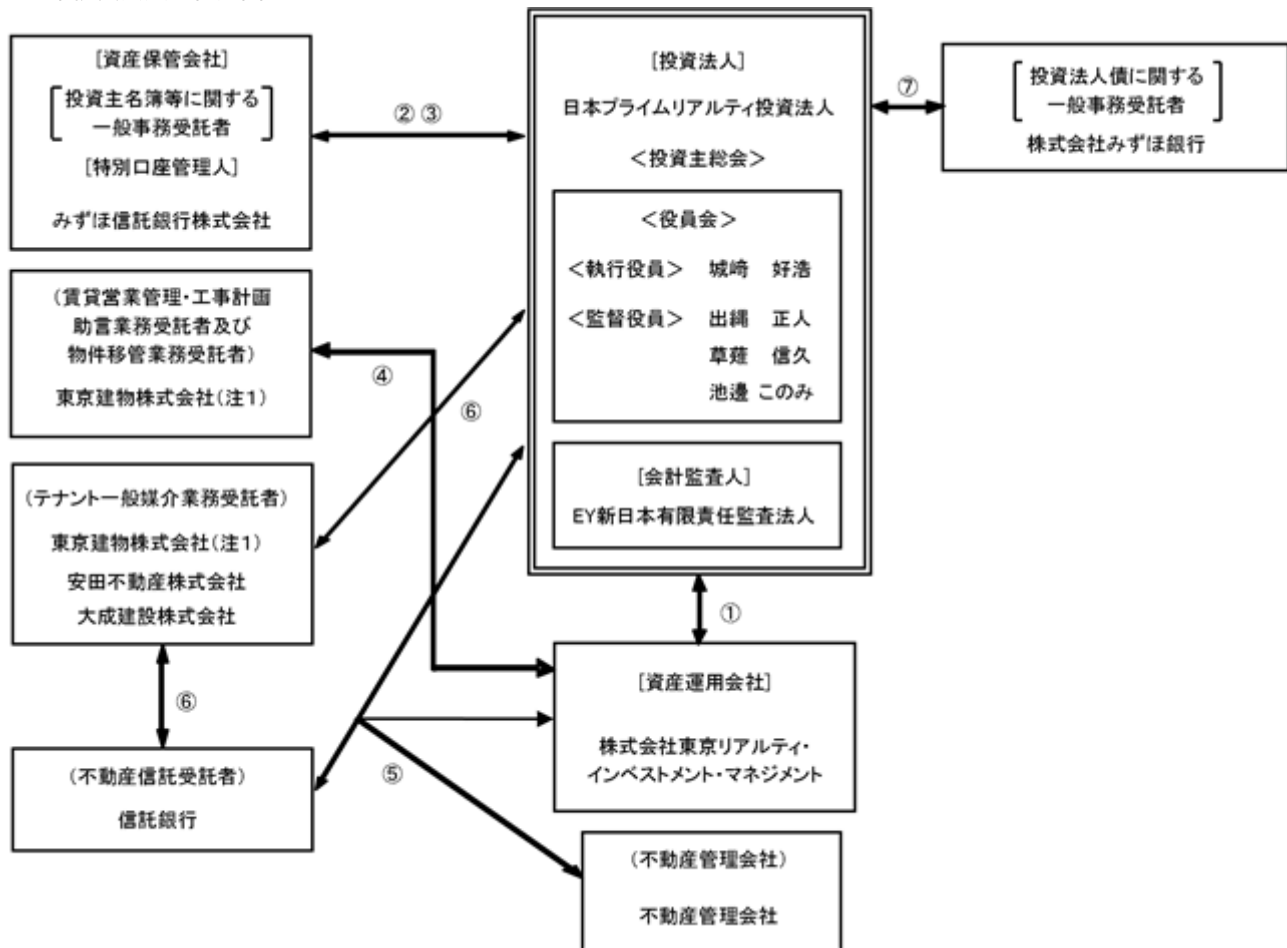 [資産保管会社]
投資主名簿等に関する
一般事務受託者
[特別口座管理人]
みずほ信託銀行株式会社
②③
[投資法人]
日本プライムリアルティ投資法人
＜投資主総会＞
＜役員会＞
＜執行役員＞ 城﨑 好浩
＜監督役員＞ 出縄 正人
草薙 信久
池邊 このみ
[会計監査人]
EY新日本有限責任監査法人
⑦
投資法人債に関する
一般事務受託者
株式会社みずほ銀行
(賃貸営業管理・工事計画
助言業務受託者及び
物件移管業務受託者)
東京建物株式会社(注1)
④
⑥
(テナント一般媒介業務受託者)
東京建物株式会社(注1)
安田不動産株式会社
大成建設株式会社
⑥
(不動産信託受託者)
信託銀行
①
[資産運用会社]
株式会社東京リアルティ・
インベストメント・マネジメント
⑤
(不動産管理会社)
不動産管理会社